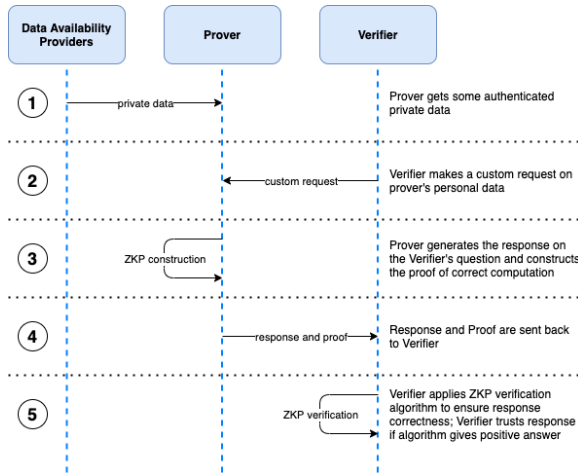 Data Availability
Providers
Prover
Verifier
1
private data
Prover gets some authenticated
private data
2
custom request
Verifier makes a custom request on
prover's personal data
3
ZKP construction
Prover generates the response on
the Verifier's question and constructs
the proof of correct computation
4
response and proof
Response and Proof are sent back
to Verifier
5
ZKP verification
Verifier applies ZKP verification
algorithm to ensure response
correctness; Verifier trusts response
if algorithm gives positive answer